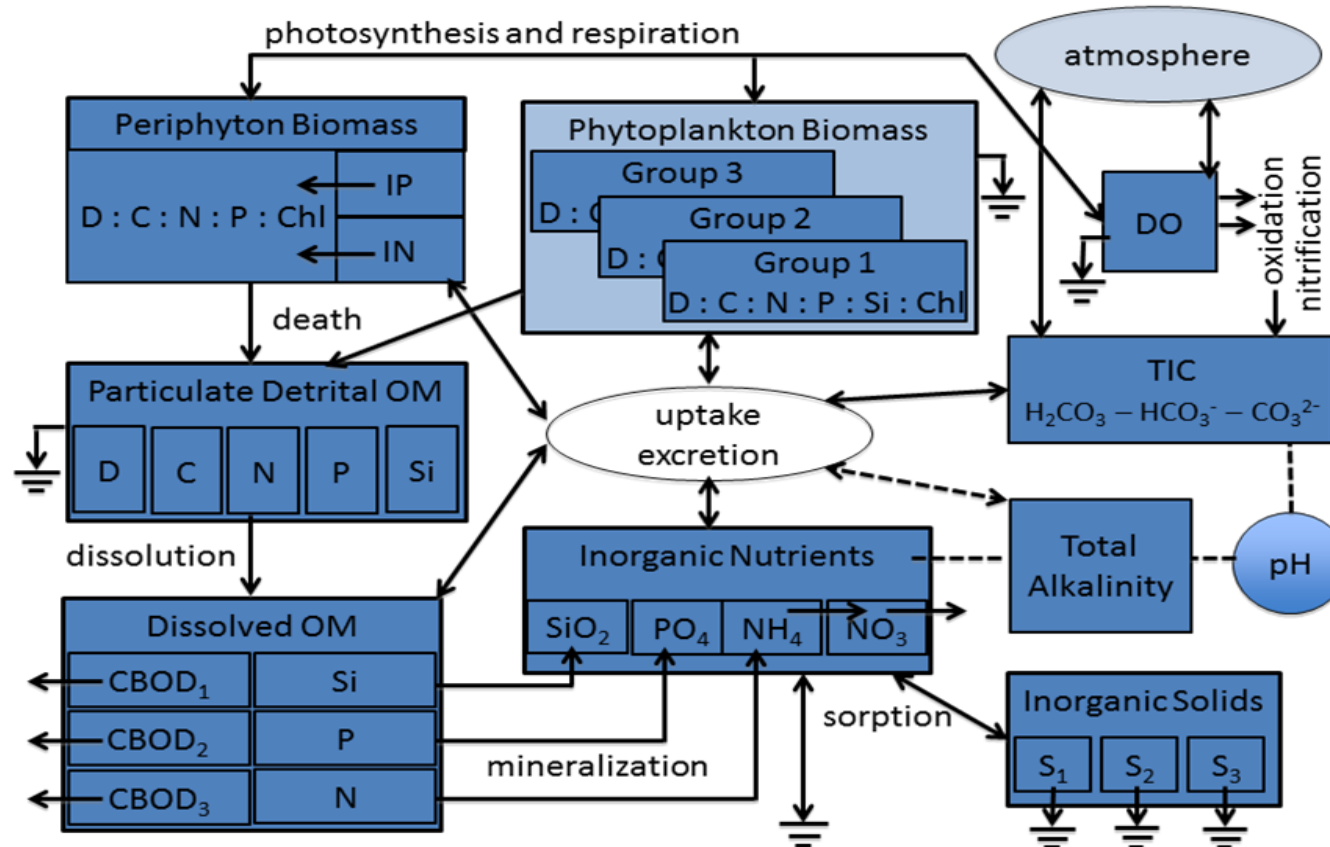 photosynthesis and respiration
atmosphere
Periphyton Biomass
D : C : N : P : Chl
IP
IN
Phytoplankton Biomass
Group 3
D : C
Group 2
D : C
Group 1
D : C : N : P : Si : Chl
DO
oxidation
nitrification
death
Particulate Detrital OM
D
C
N
P
Si
uptake
excretion
TIC
H₂CO₃ – HCO₃⁻ – CO₃²⁻
dissolution
Inorganic Nutrients
SiO₂
PO₄
NH₄
NO₃
Total
Alkalinity
pH
Dissolved OM
CBOD₁
Si
CBOD₂
P
CBOD₃
N
mineralization
sorption
Inorganic Solids
S₁
S₂
S₃